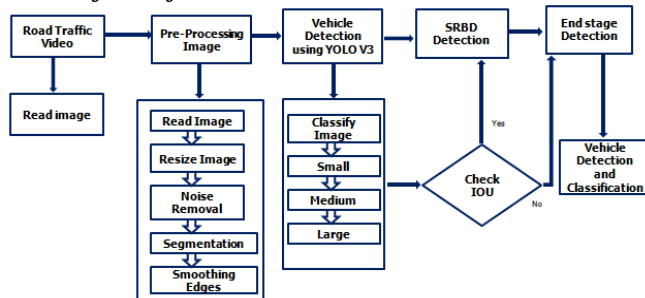 Road Traffic
Video
Pre-Processing
Image
Vehicle
Detection
using YOLO V3
SRBD
Detection
End stage
Detection
Read image
Read Image
Resize Image
Noise
Removal
Segmentation
Smoothing
Edges
Classify
Image
Small
Medium
Large
Yes
Check
IOU
No
Vehicle
Detection
and
Classification